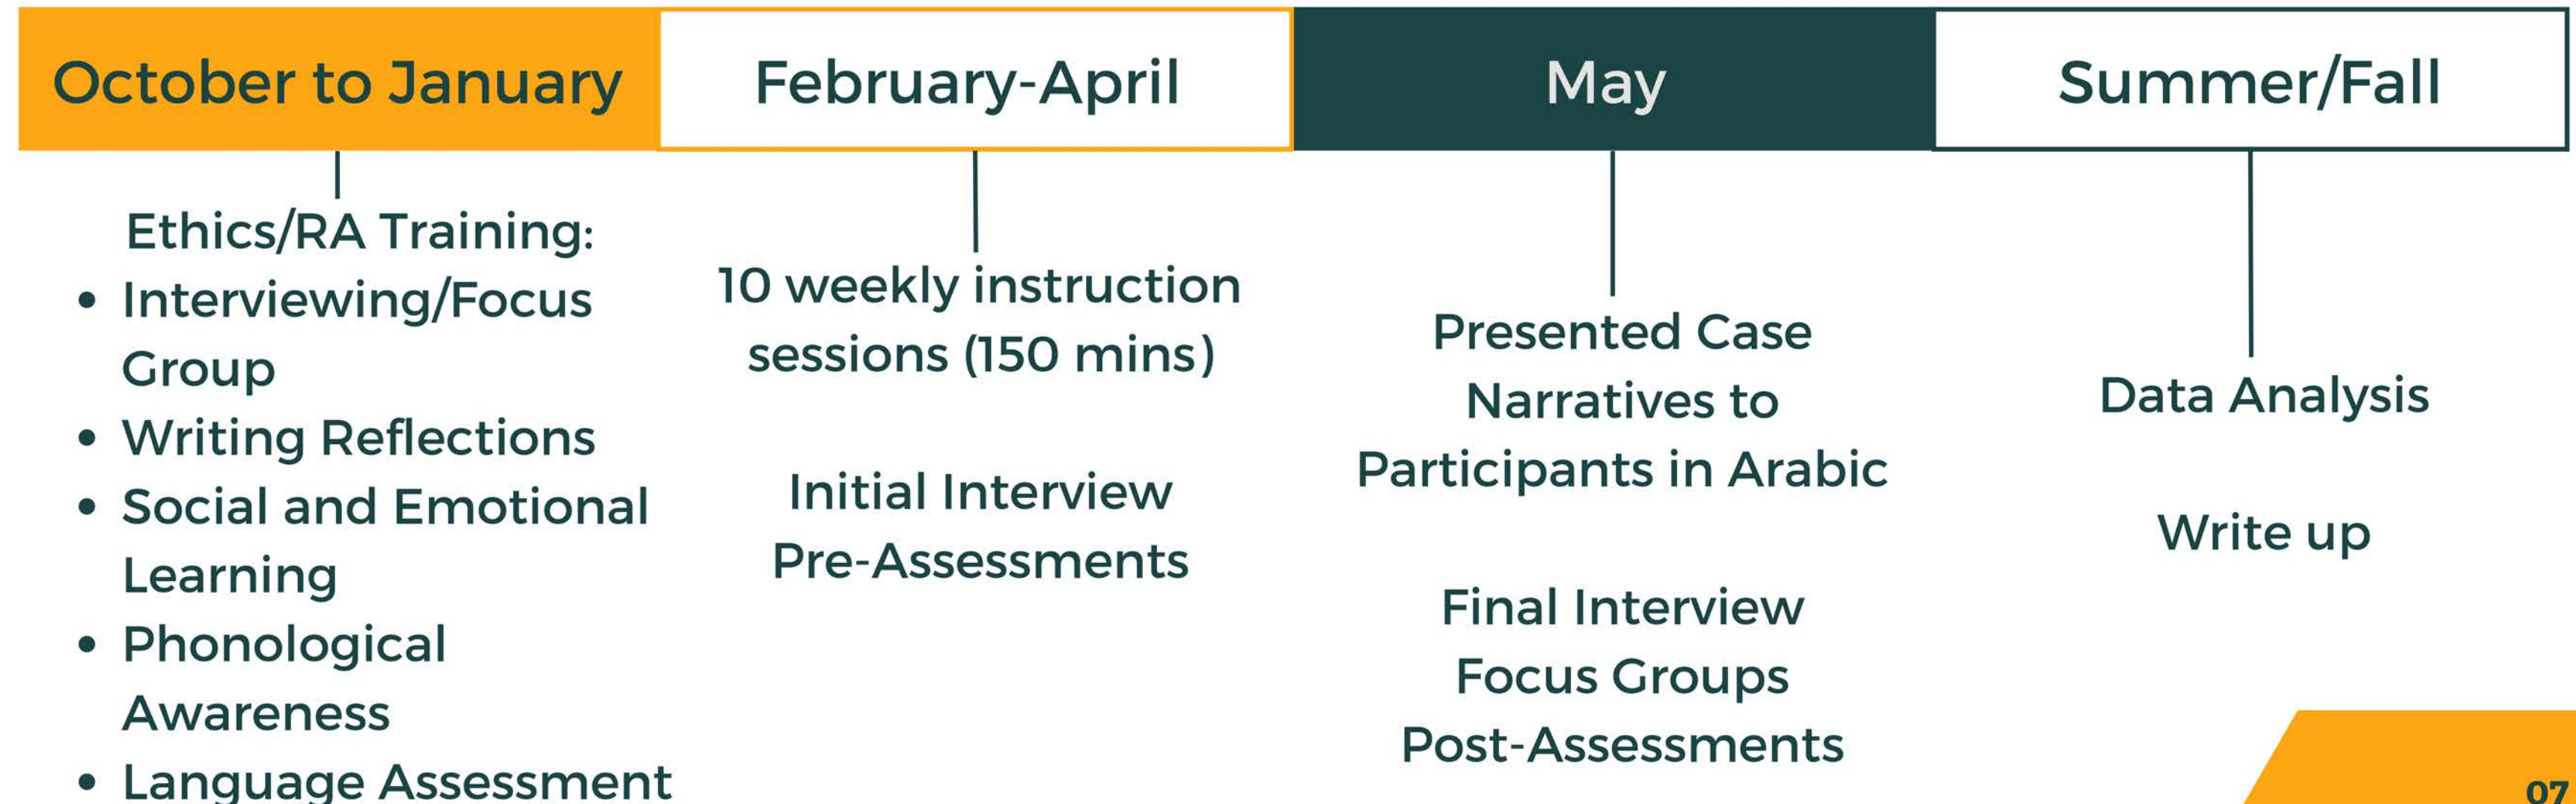 October to January
Ethics/RA Training:
• Interviewing/Focus
Group
• Writing Reflections
• Social and Emotional
Learning
• Phonological
Awareness
• Language Assessment
February-April
10 weekly instruction
sessions (150 mins)
Initial Interview
Pre-Assessments
May
Presented Case
Narratives to
Participants in Arabic
Final Interview
Focus Groups
Post-Assessments
Summer/Fall
Data Analysis
Write up
07